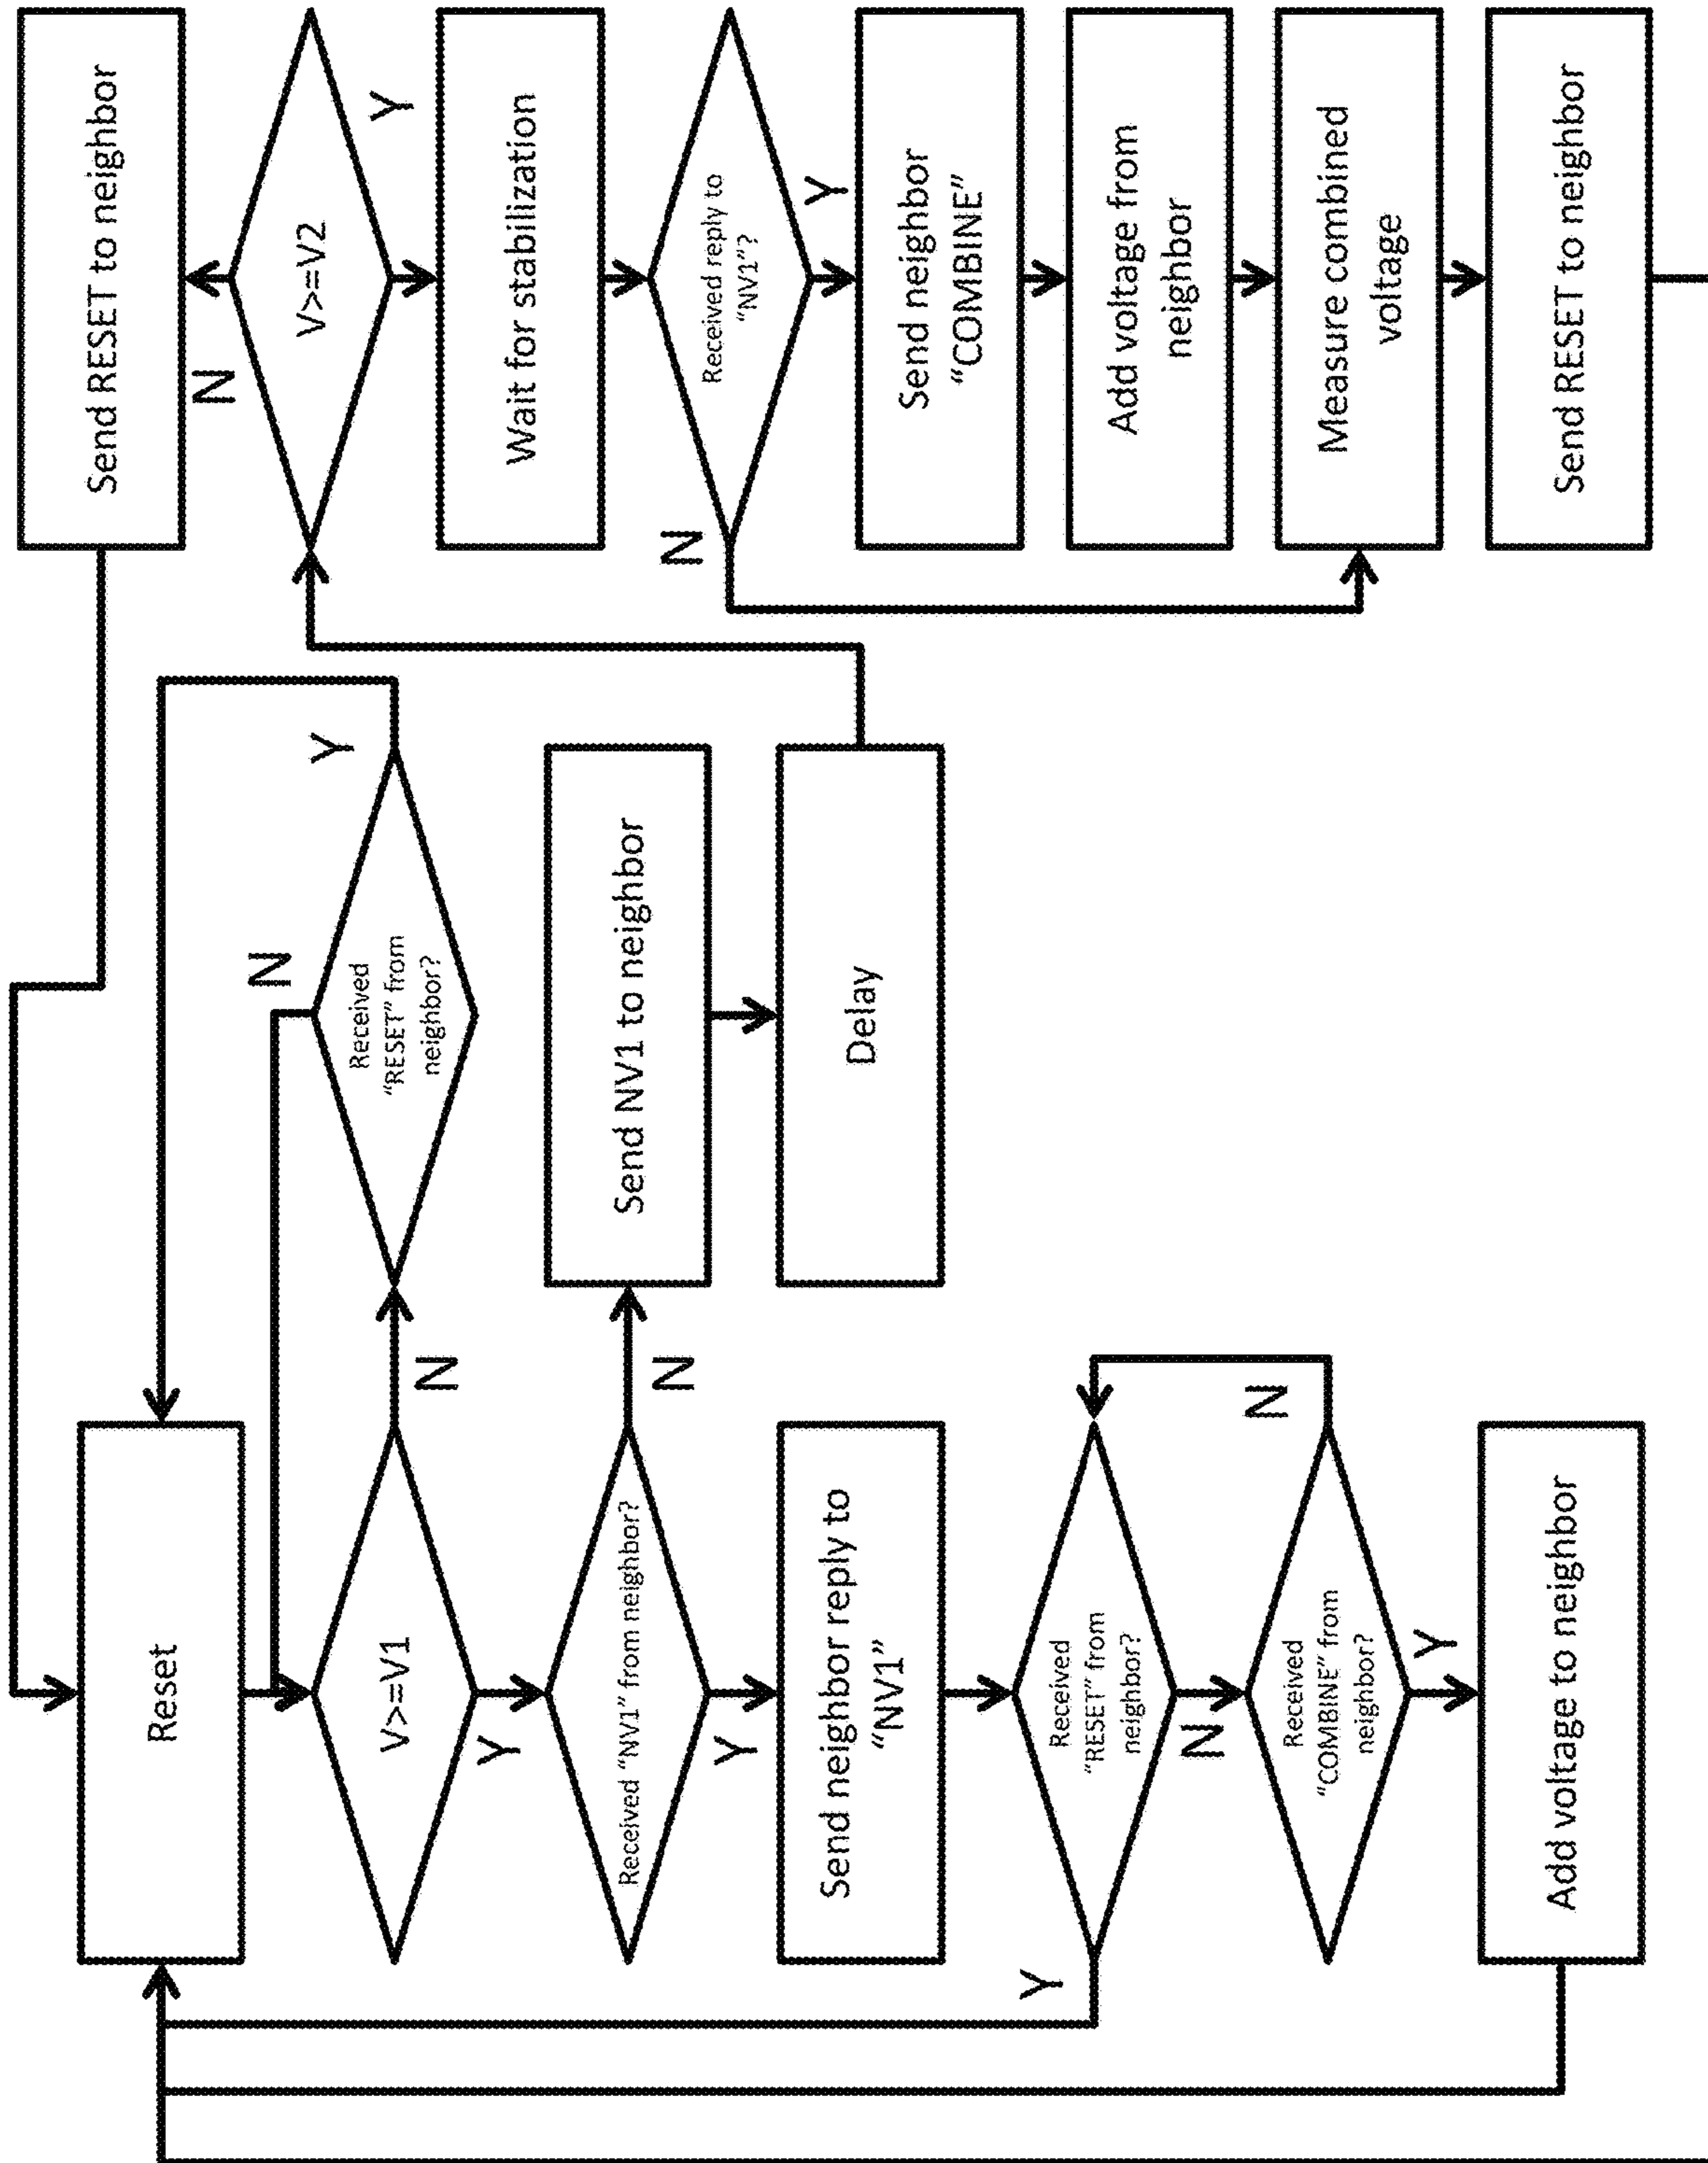 Reset
V>=V1
N
Y
Received "NV1" from neighbor?
N
Y
Send neighbor reply to
"NV1"
Received
"RESET" from
neighbor?
Y
N
Received
"COMBINE" from
neighbor?
N
Y
Add voltage to neighbor
Received
"RESET" from
neighbor?
N
Y
Send NV1 to neighbor
Delay
Send RESET to neighbor
N
V>=V2
Y
Wait for stabilization
Received reply to
"NV1"?
N
Y
Send neighbor
"COMBINE"
Add voltage from
neighbor
Measure combined
voltage
Send RESET to neighbor